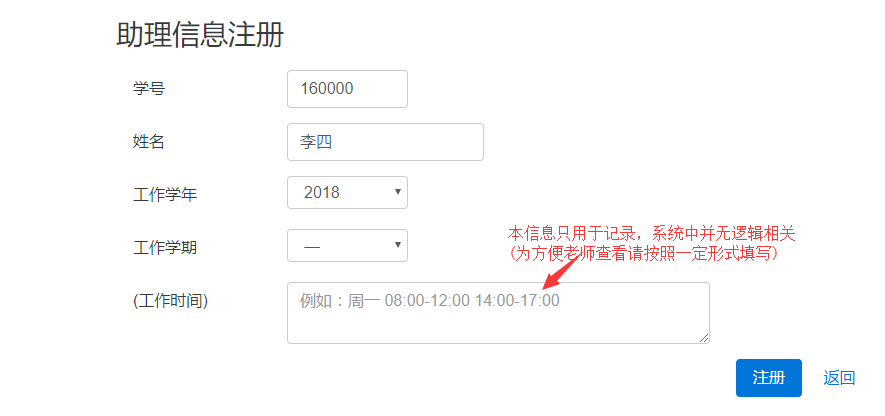 助理信息注册
学号
160000
姓名
李四
工作学年
2018
工作学期
一
本信息只用于记录，系统中并无逻辑相关
(为方便老师查看请按照一定形式填写)
(工作时间)
例如：周一 08:00-12:00 14:00-17:00
注册
返回